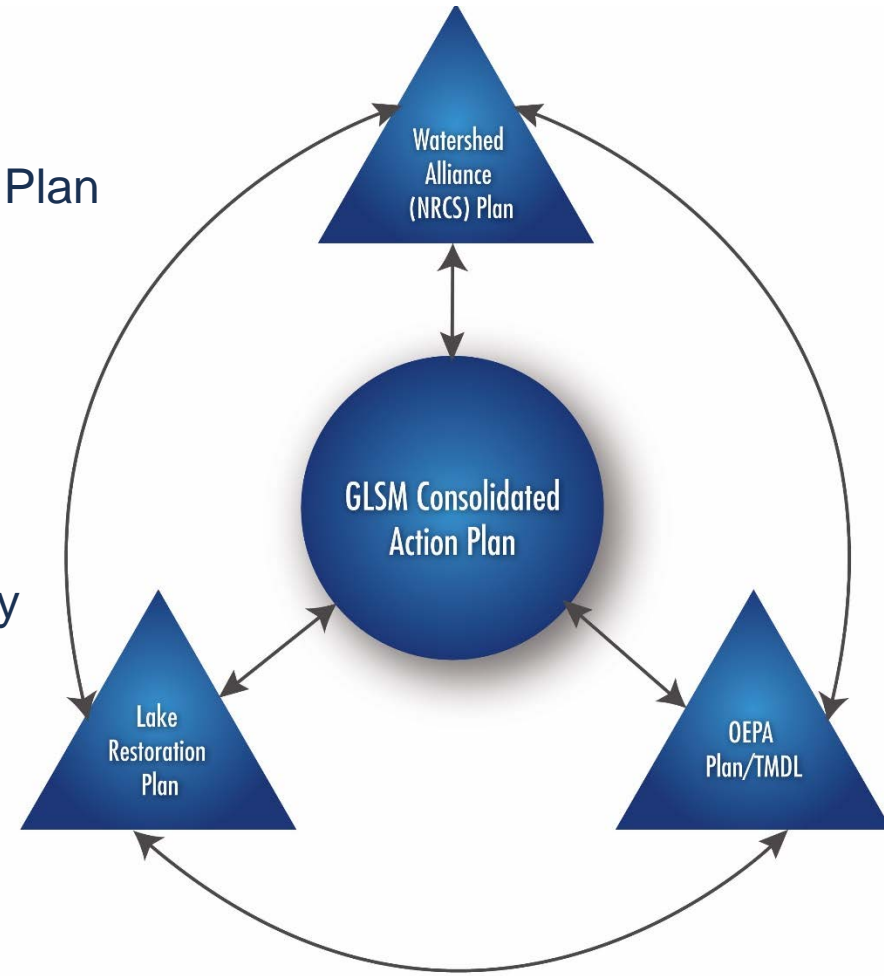 Watershed
Alliance
(NRCS) Plan
Plan
GLSM Consolidated
Action Plan
y
Lake
Restoration
Plan
OEPA
Plan/TMDL